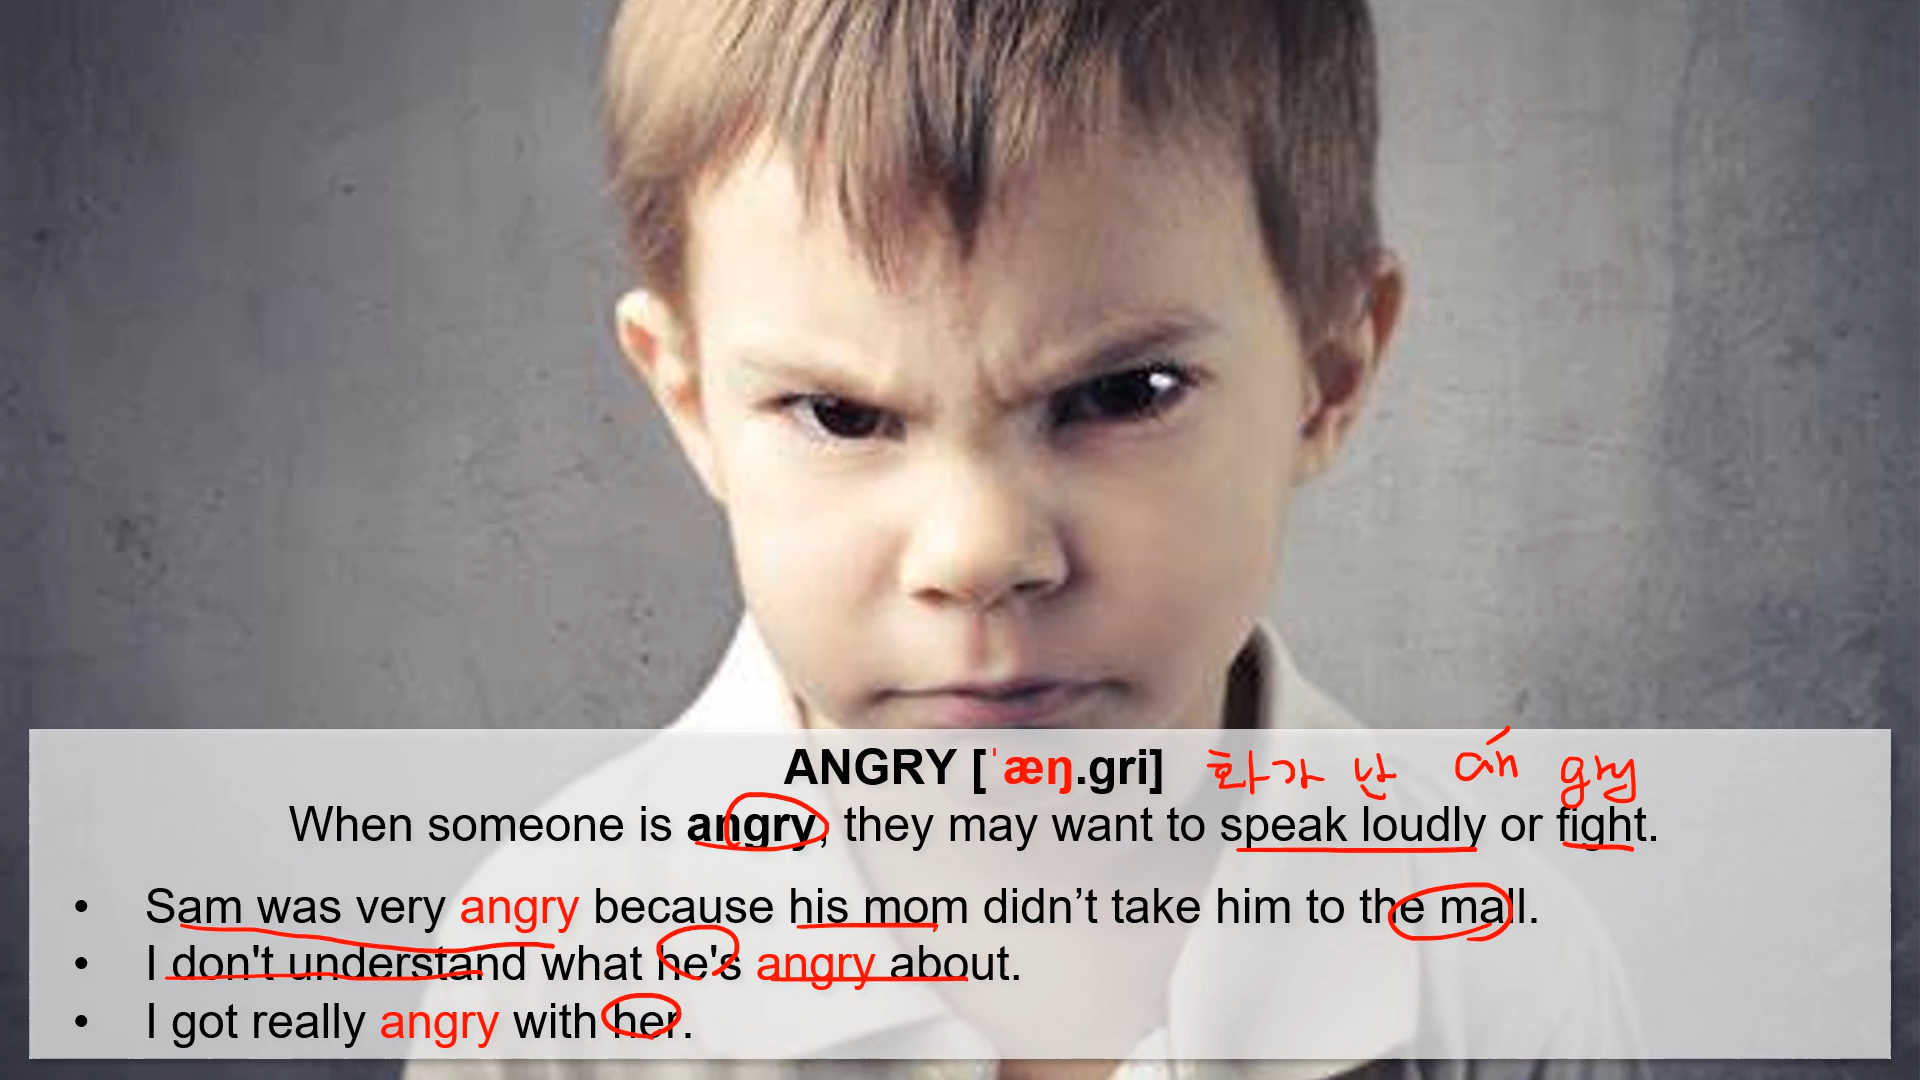 ANGRY [ˈæŋ.gri] 화가 난 án gry
When someone is angry, they may want to speak loudly or fight.
• Sam was very angry because his mom didn’t take him to the mall.
• I don't understand what he's angry about.
• I got really angry with her.